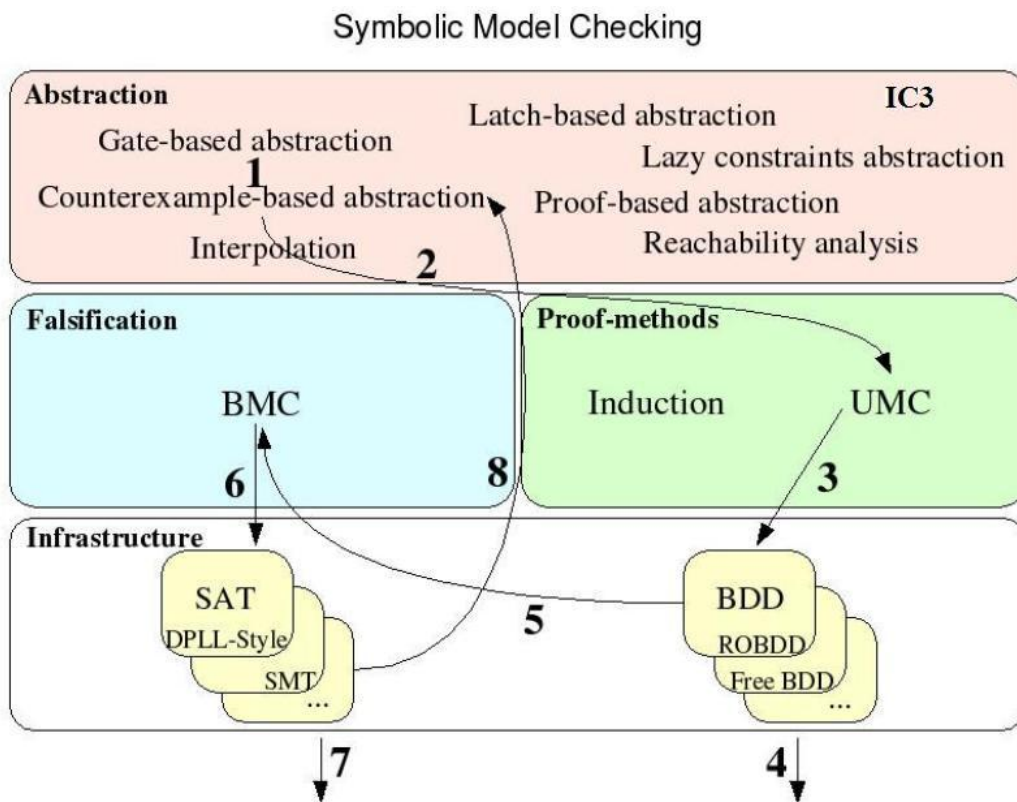 Symbolic Model Checking
Abstraction
IC3
Latch-based abstraction
Gate-based abstraction
1
Lazy constraints abstraction
Counterexample-based abstraction
Proof-based abstraction
Interpolation
Reachability analysis
2
Falsification
Proof-methods
BMC
Induction
UMC
6
8
3
Infrastructure
SAT
DPLL-Style
SMT
...
5
BDD
ROBDD
Free BDD
...
7
4